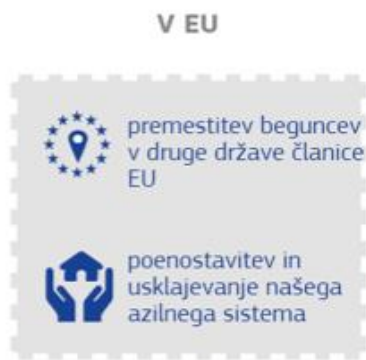 V EU
premestitev beguncev
v druge države članice
EU
poenostavitev in
usklajevanje našega
azilnega sistema